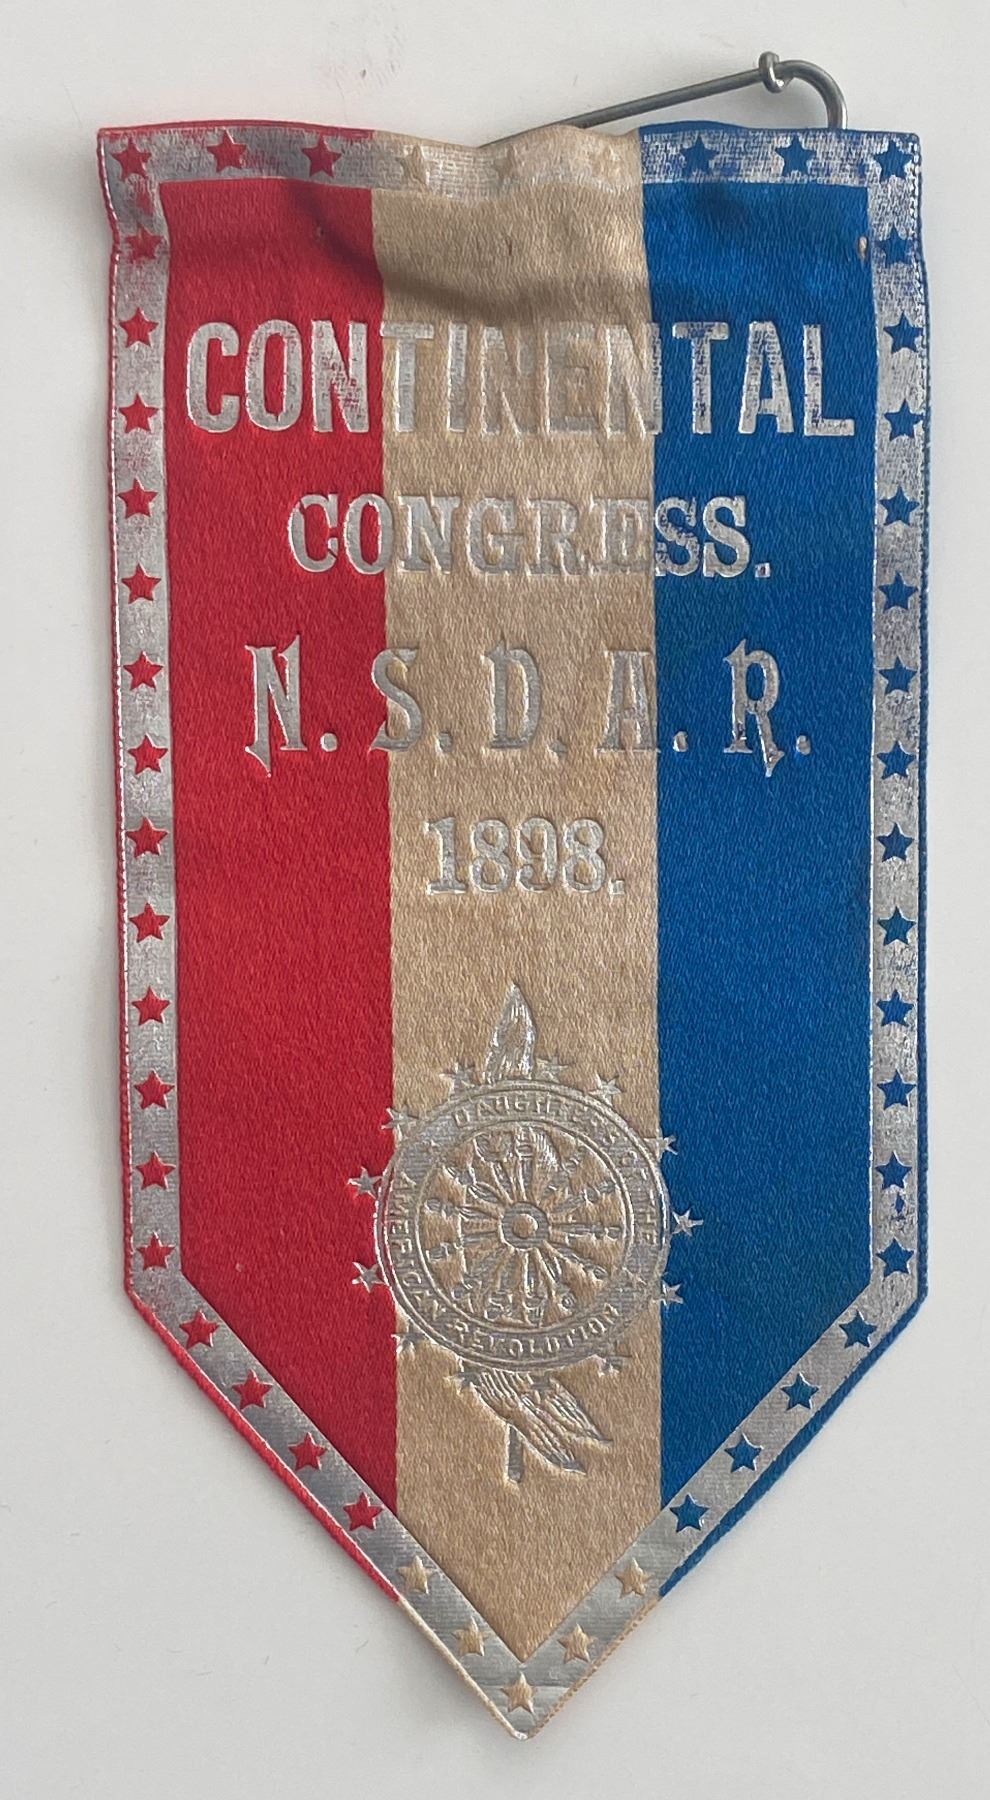 CONTINENTAL
CONGRESS.
N. S. D. A. R.
1898.
DAUGHTERS OF THE
AMERICAN REVOLUTION